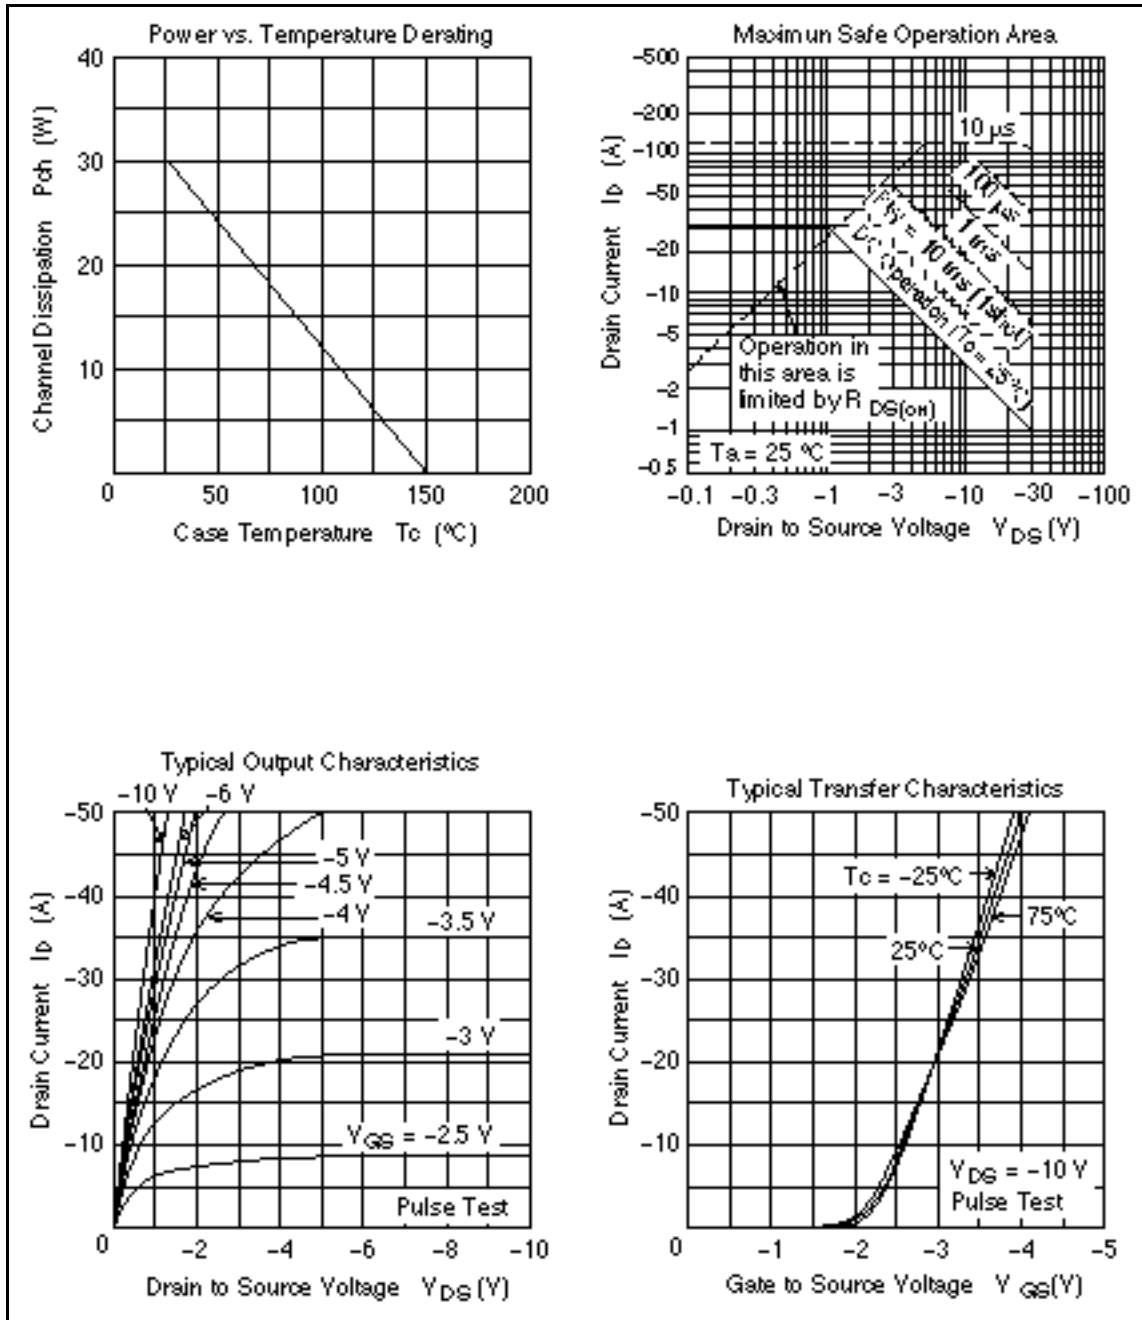 Power vs. Temperature Derating
40
30
20
10
0
50
100
150
200
Channel Dissipation Pch (W)
Case Temperature Tc (°C)
Maximun Safe Operation Area
−500
−200
−100
−50
−20
−10
−5
−2
−1
−0.5
−0.1
−0.3
−1
−3
−10
−30
−100
Drain Current ID (A)
Drain to Source Voltage VDS (V)
10 µs
100 µs
1 ms
PW = 10 ms (1shot)
DC Operation (Tc = 25°C)
Operation in
this area is
limited by R DS(on)
Ta = 25 °C
Typical Output Characteristics
−10 V
−6 V
−5 V
−4.5 V
−4 V
−3.5 V
−3 V
VGS = −2.5 V
Pulse Test
−50
−40
−30
−20
−10
0
−2
−4
−6
−8
−10
Drain Current ID (A)
Drain to Source Voltage VDS (V)
Typical Transfer Characteristics
−50
−40
−30
−20
−10
0
−1
−2
−3
−4
−5
Drain Current ID (A)
Tc = −25°C
75°C
25°C
VDS = −10 V
Pulse Test
Gate to Source Voltage VGS (V)